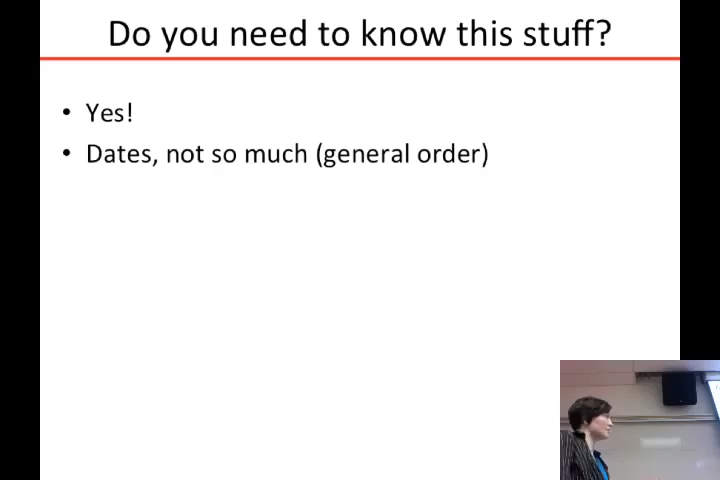 Do you need to know this stuff?
• Yes!
• Dates, not so much (general order)